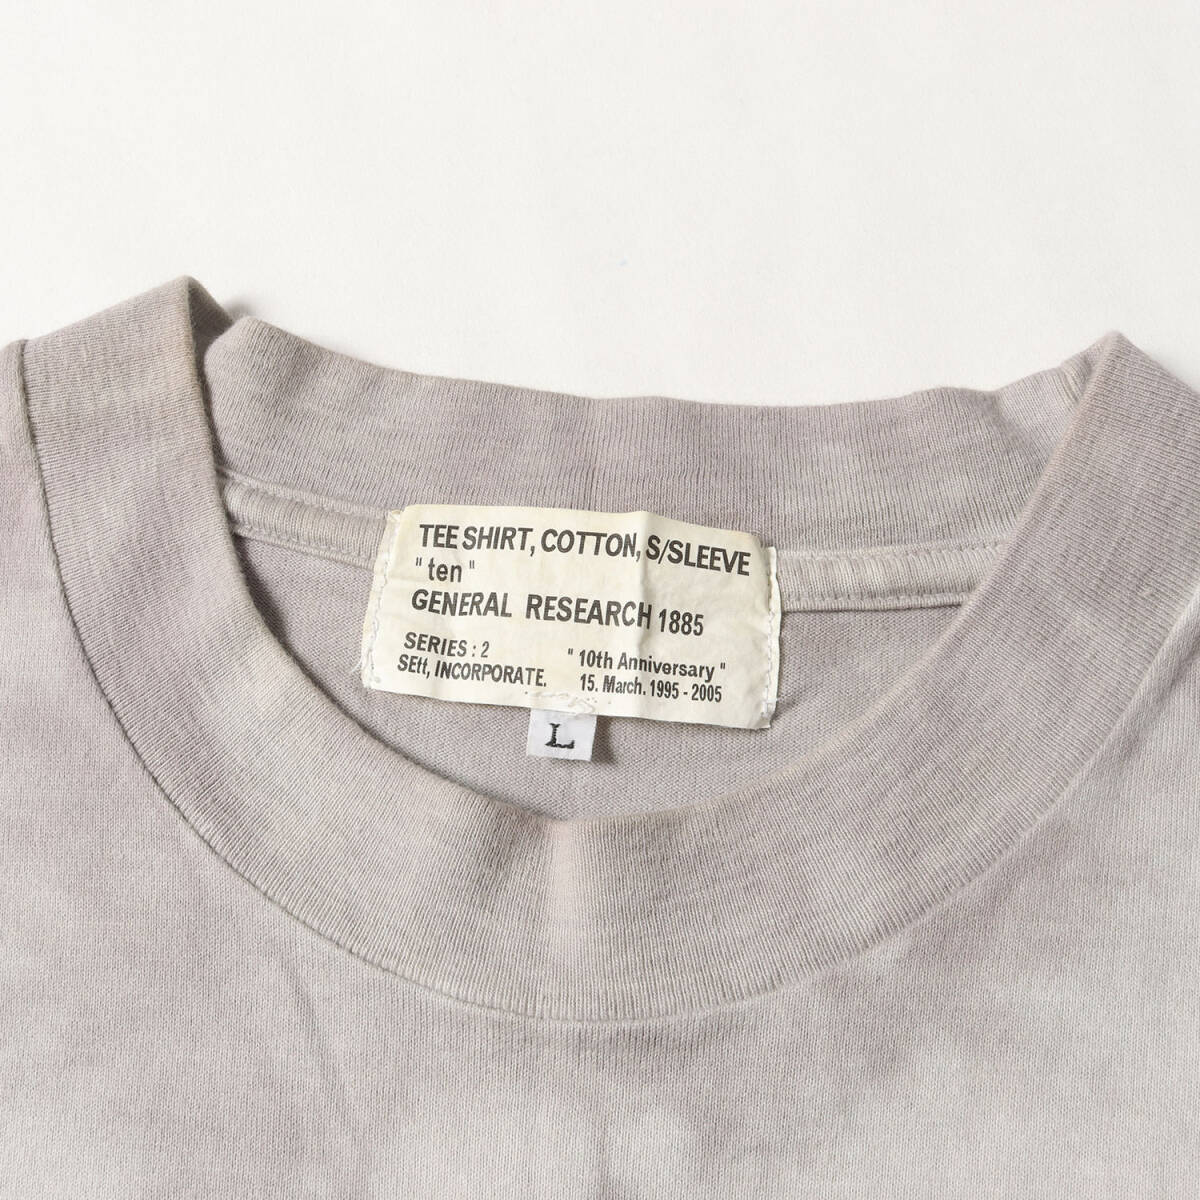 TEE SHIRT, COTTON, S/SLEEVE
" ten "
GENERAL RESEARCH 1885
SERIES : 2 " 10th Anniversary "
SEtt, INCORPORATE. 15. March. 1995 - 2005
L